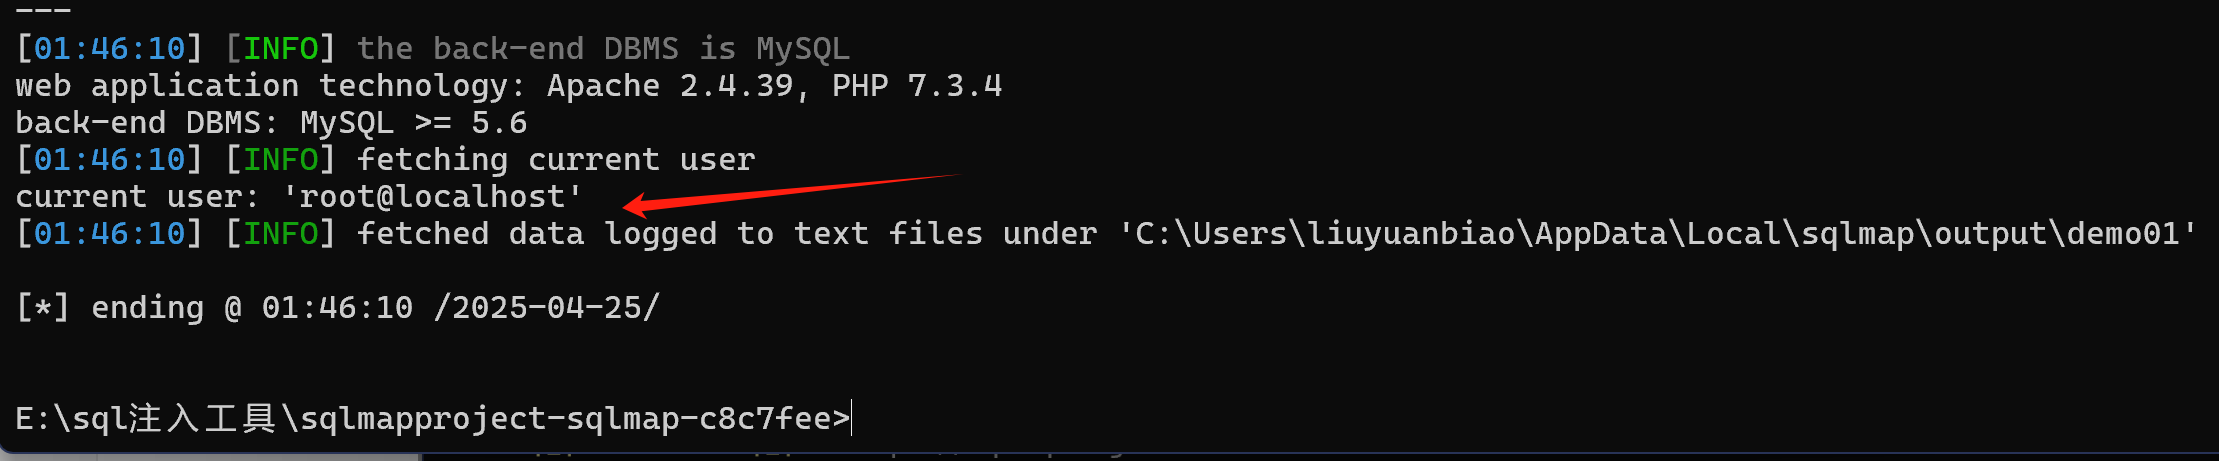 ---
[01:46:10] [INFO] the back-end DBMS is MySQL
web application technology: Apache 2.4.39, PHP 7.3.4
back-end DBMS: MySQL >= 5.6
[01:46:10] [INFO] fetching current user
current user: 'root@localhost'
[01:46:10] [INFO] fetched data logged to text files under 'C:\Users\liuyuanbiao\AppData\Local\sqlmap\output\demo01'
[*] ending @ 01:46:10 /2025-04-25/
E:\sql注入工具\sqlmapproject-sqlmap-c8c7fee>